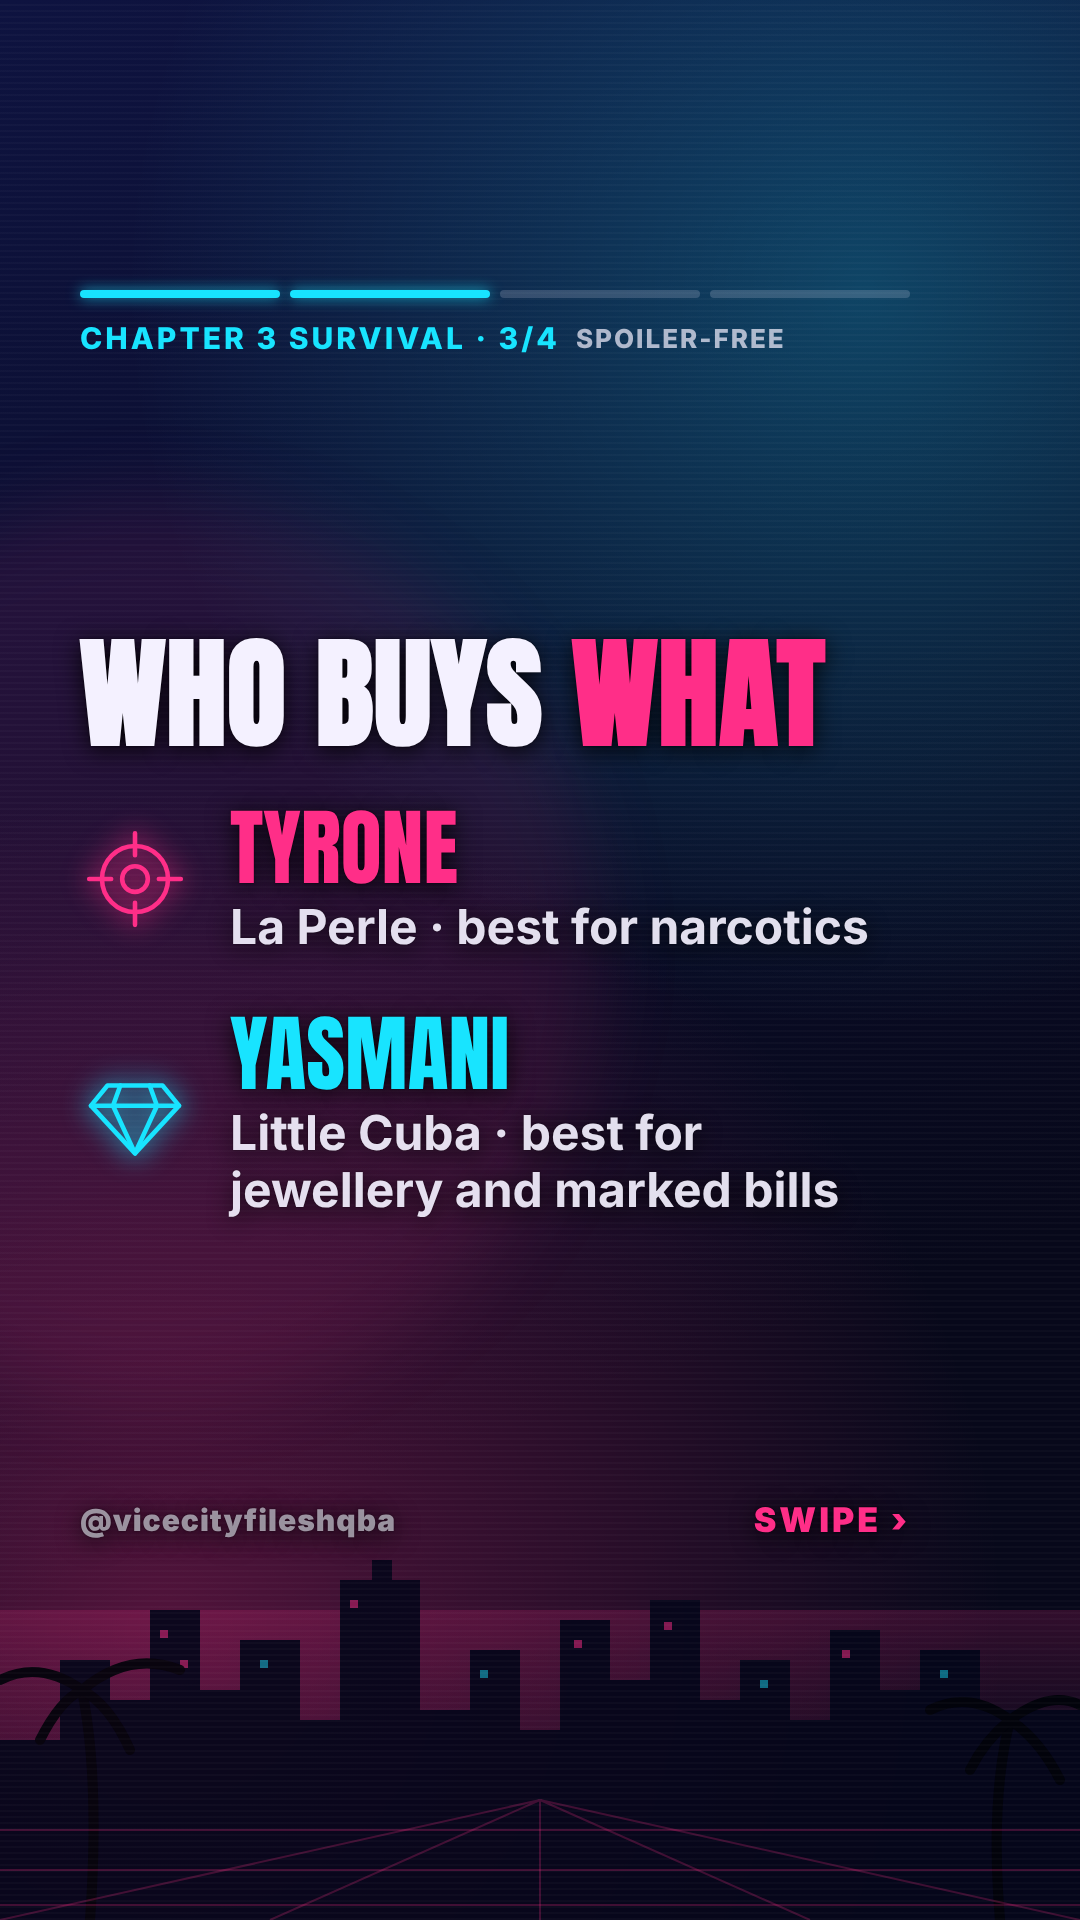 CHAPTER 3 SURVIVAL · 3/4 SPOILER-FREE
WHO BUYS WHAT
TYRONE
La Perle · best for narcotics
YASMANI
Little Cuba · best for
jewellery and marked bills
@vicecityfileshqba
SWIPE ›